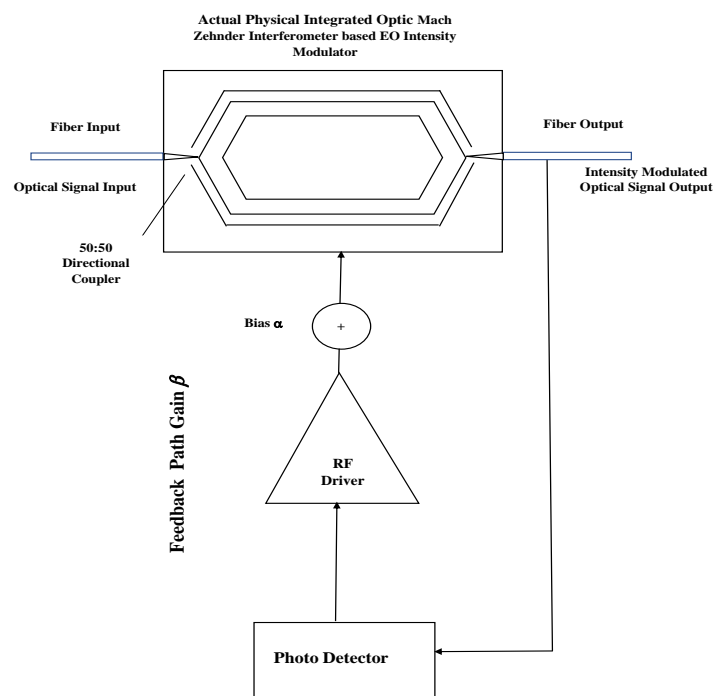 Actual Physical Integrated Optic Mach
Zehnder Interferometer based EO Intensity
Modulator
Fiber Input
Fiber Output
Optical Signal Input
Intensity Modulated
Optical Signal Output
50:50
Directional
Coupler
Bias α
+
Feedback Path Gain β
RF
Driver
Photo Detector